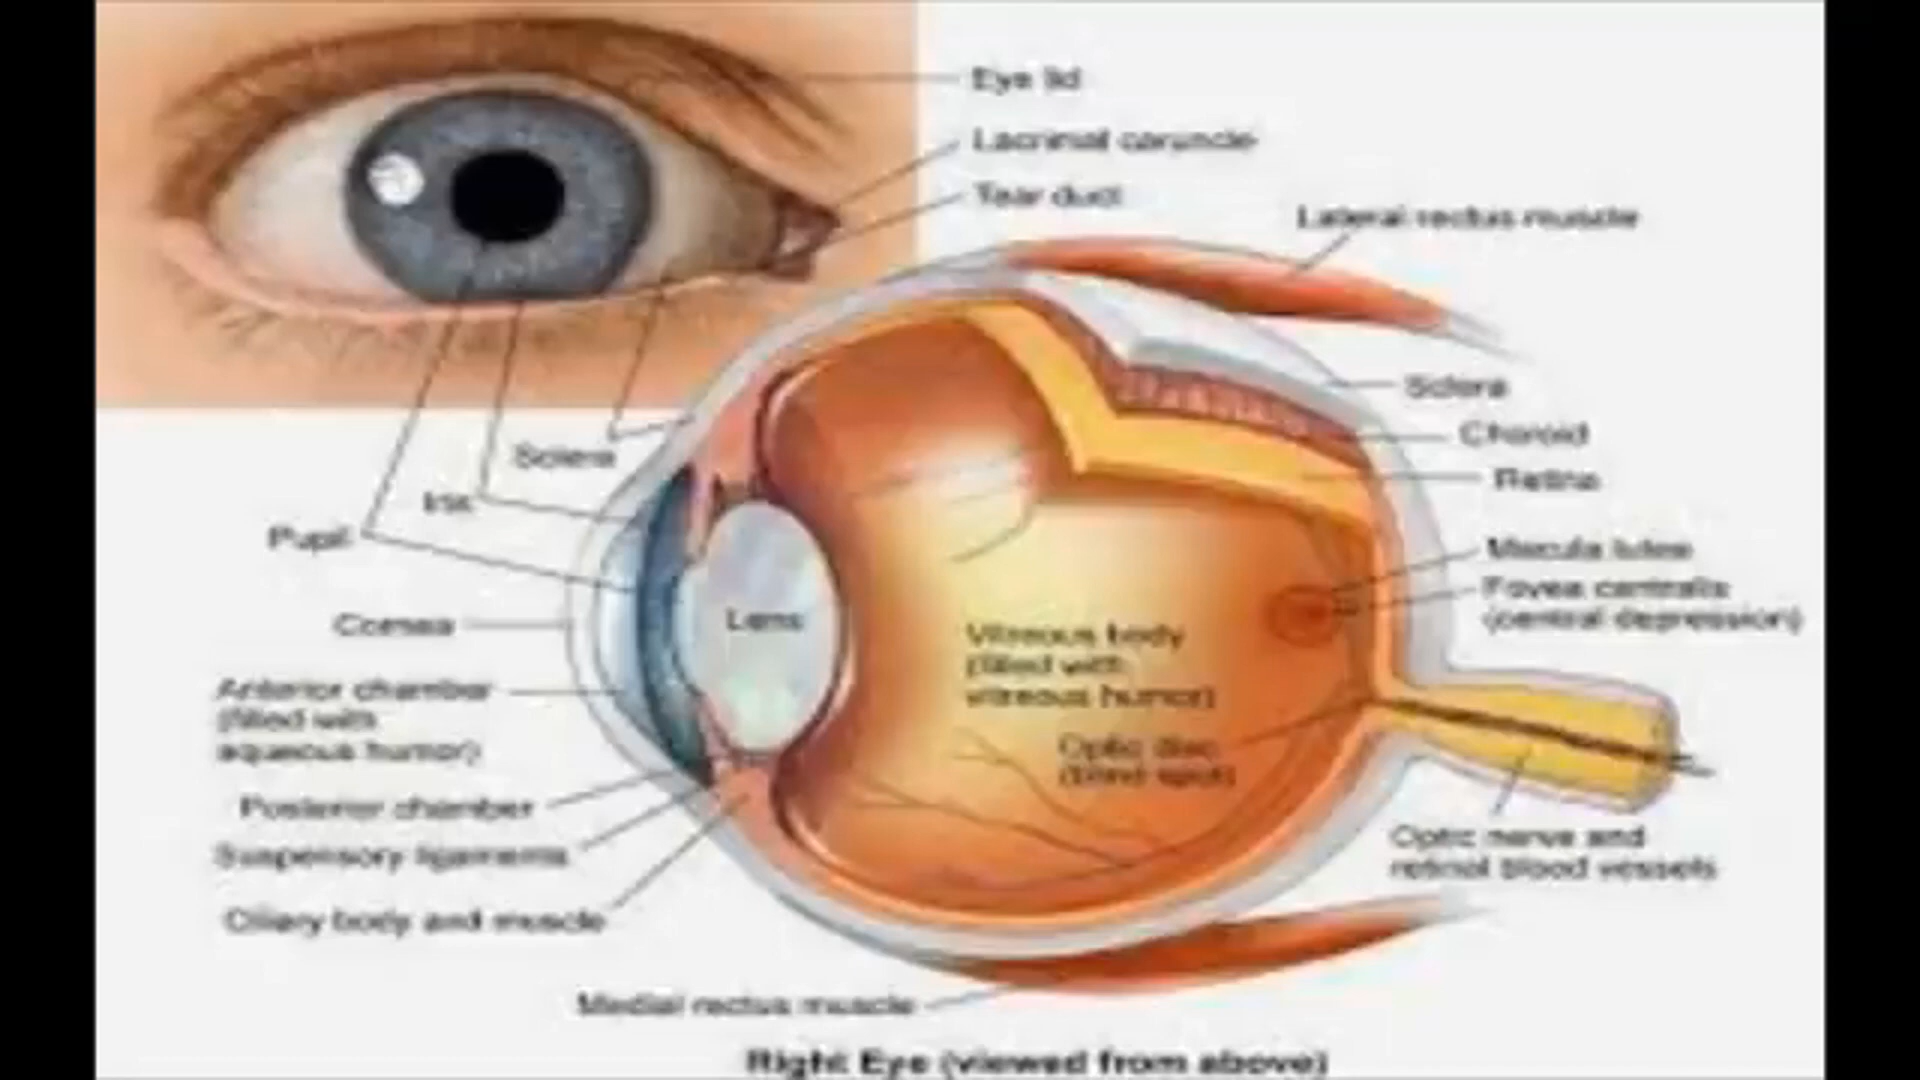 Eye lid
Lacrimal caruncle
Tear duct
Lateral rectus muscle
Sclera
Choroid
Retina
Sclera
Iris
Pupil
Macula lutea
Fovea centralis
(central depression)
Cornea
Lens
Vitreous body
(filled with
vitreous humor)
Anterior chamber
(filled with
aqueous humor)
Optic disc
(blind spot)
Posterior chamber
Suspensory ligaments
Optic nerve and
retinal blood vessels
Ciliary body and muscle
Medial rectus muscle
Right Eye (viewed from above)